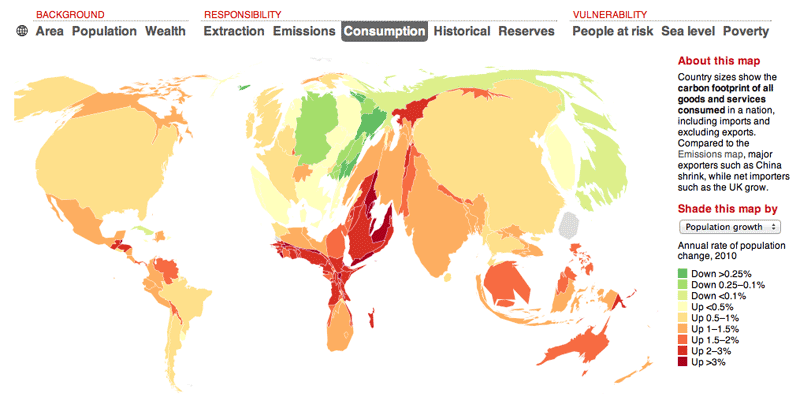 BACKGROUND RESPONSIBILITY VULNERABILITY
Area Population Wealth Extraction Emissions Consumption Historical Reserves People at risk Sea level Poverty
About this map
Country sizes show the
carbon footprint of all
goods and services
consumed in a nation,
including imports and
excluding exports.
Compared to the
Emissions map, major
exporters such as China
shrink, while net importers
such as the UK grow.
Shade this map by
Population growth
Annual rate of population
change, 2010
Down >0.25%
Down 0.25–0.1%
Down <0.1%
Up <0.5%
Up 0.5–1%
Up 1–1.5%
Up 1.5–2%
Up 2–3%
Up >3%